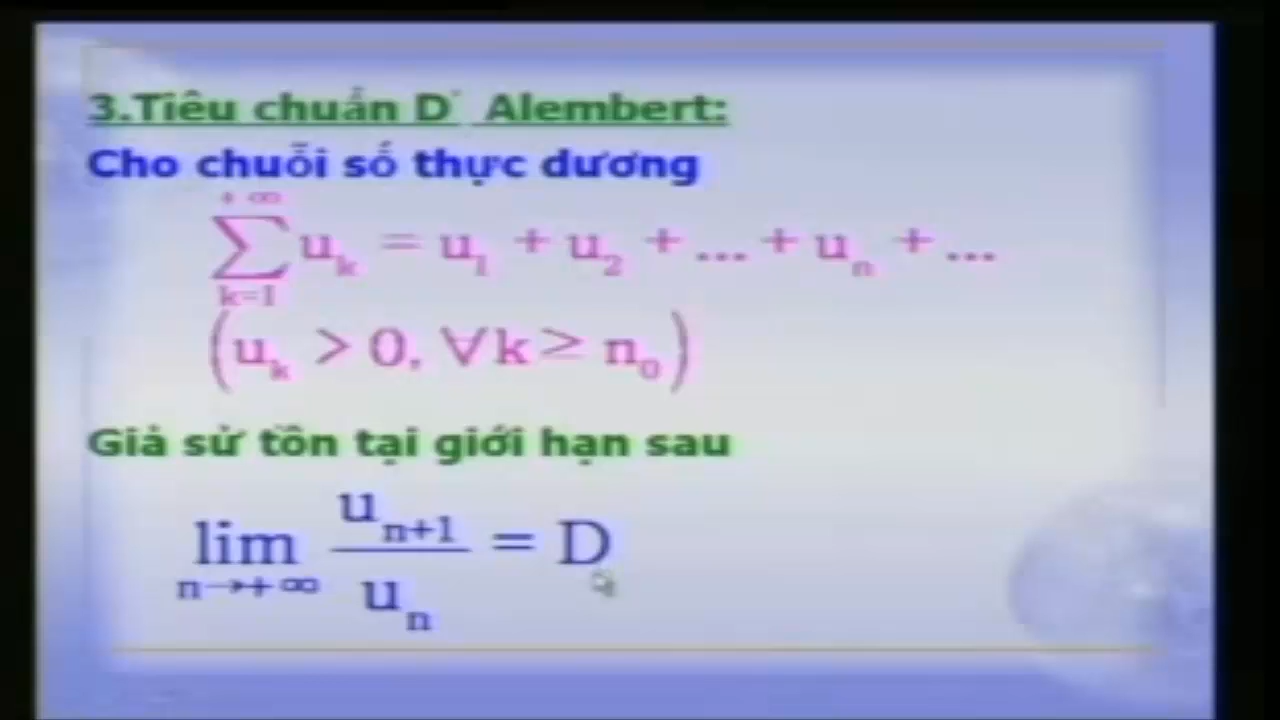 3.Tiêu chuẩn D' Alembert:
Cho chuỗi số thực dương
+∞
∑ u_k = u_1 + u_2 + ... + u_n + ...
k=1
(u_k > 0, ∀k ≥ n_0)
Giả sử tồn tại giới hạn sau
lim u_{n+1} / u_n = D
n→+∞